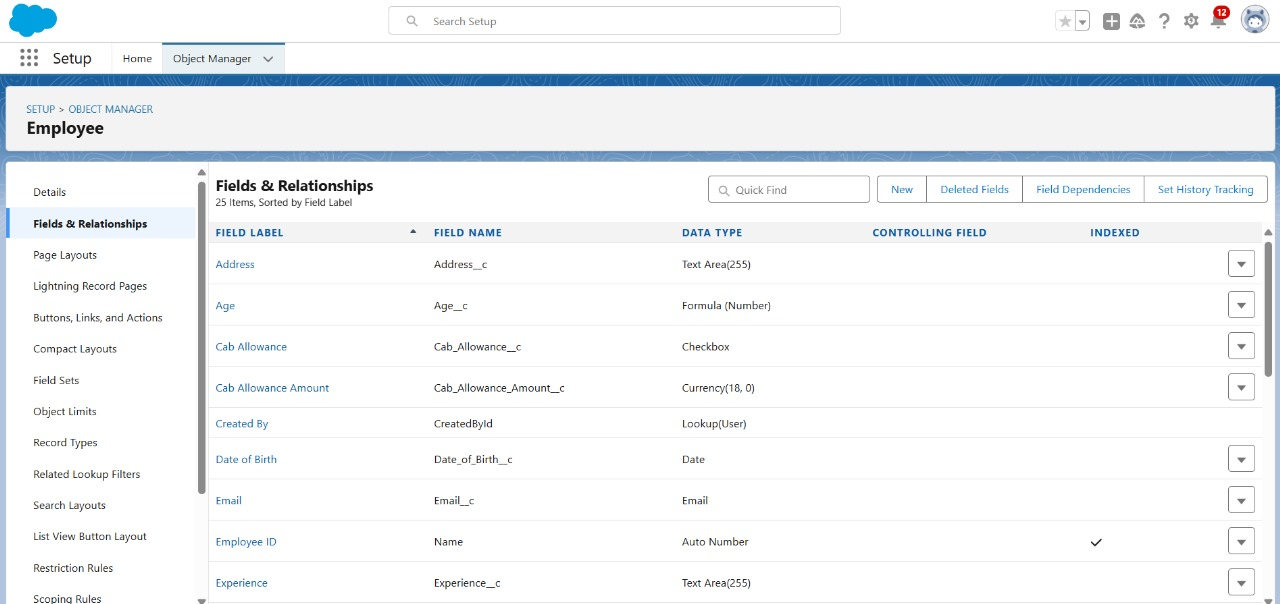 Search Setup
12
Setup
Home
Object Manager
SETUP > OBJECT MANAGER
Employee
Details
Fields & Relationships
Page Layouts
Lightning Record Pages
Buttons, Links, and Actions
Compact Layouts
Field Sets
Object Limits
Record Types
Related Lookup Filters
Search Layouts
List View Button Layout
Restriction Rules
Scoping Rules
Fields & Relationships
25 Items, Sorted by Field Label
Quick Find
New
Deleted Fields
Field Dependencies
Set History Tracking
FIELD LABEL FIELD NAME DATA TYPE CONTROLLING FIELD INDEXED
Address Address__c Text Area(255)
Age Age__c Formula (Number)
Cab Allowance Cab_Allowance__c Checkbox
Cab Allowance Amount Cab_Allowance_Amount__c Currency(18, 0)
Created By CreatedById Lookup(User)
Date of Birth Date_of_Birth__c Date
Email Email__c Email
Employee ID Name Auto Number
Experience Experience__c Text Area(255)